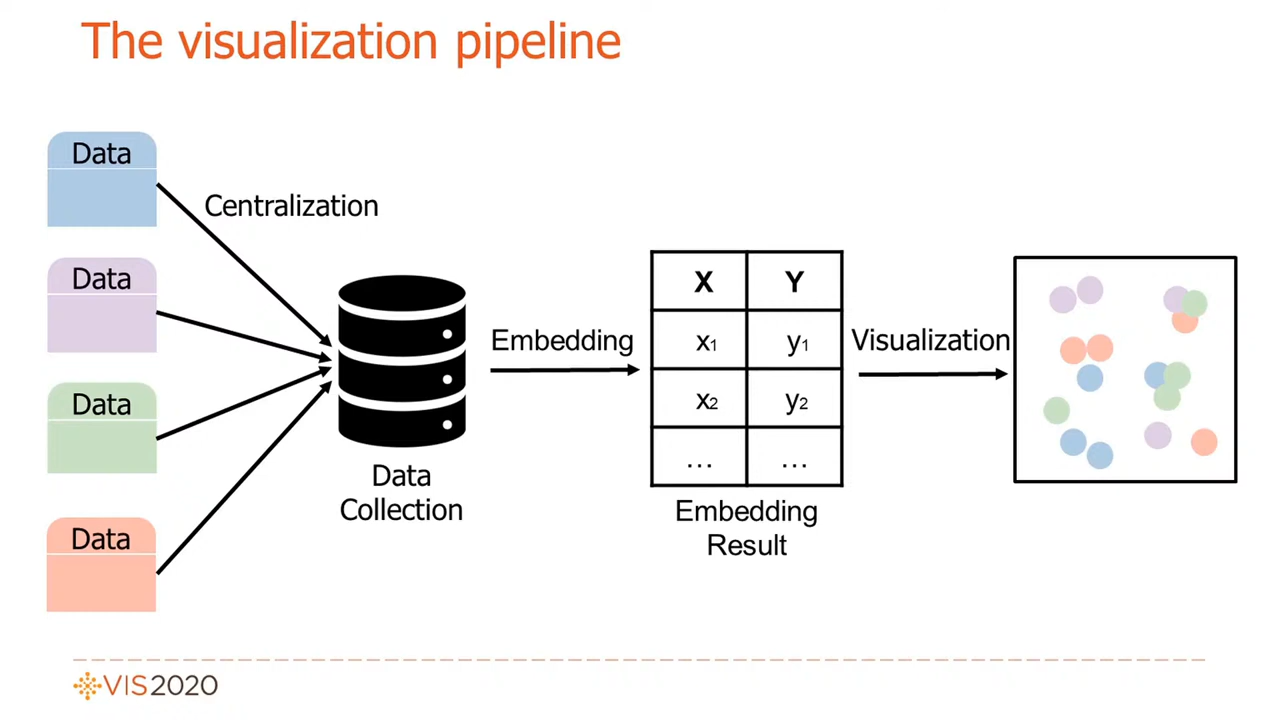 The visualization pipeline
Data
Centralization
Data
Data
Data
Data
Collection
Embedding
X Y
x1 y1
x2 y2
... ...
Embedding
Result
Visualization
VIS2020